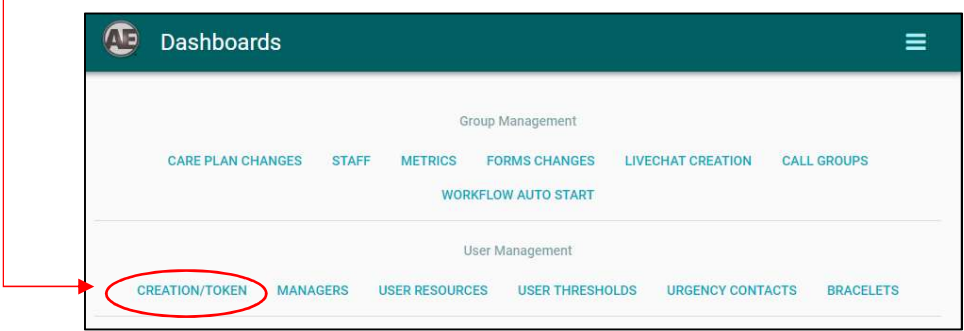 AE Dashboards
Group Management
CARE PLAN CHANGES STAFF METRICS FORMS CHANGES LIVECHAT CREATION CALL GROUPS
WORKFLOW AUTO START
User Management
CREATION/TOKEN MANAGERS USER RESOURCES USER THRESHOLDS URGENCY CONTACTS BRACELETS